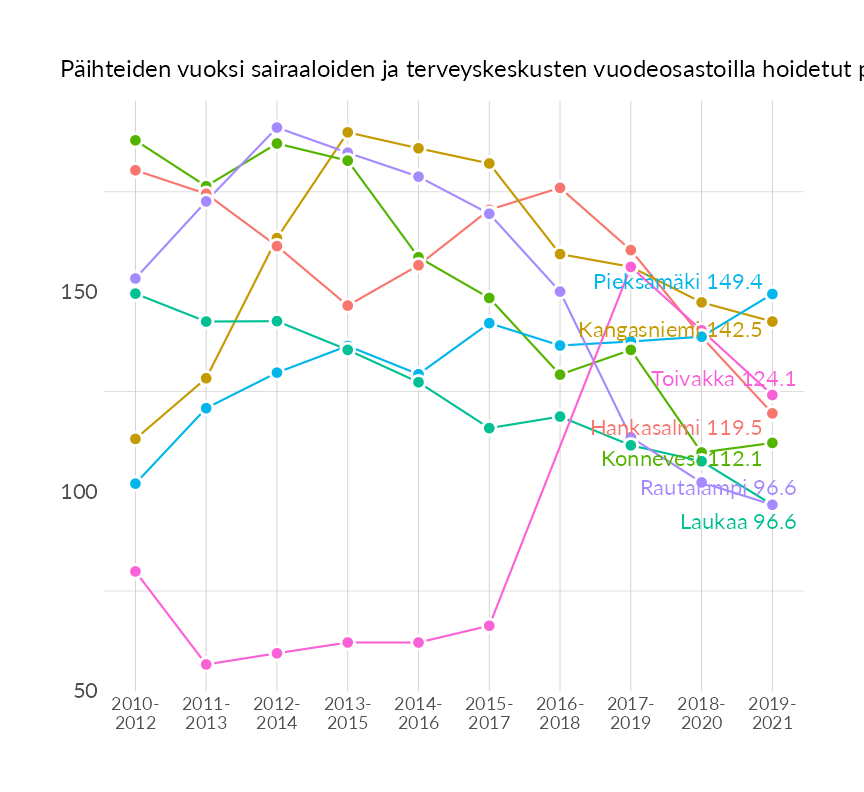 Päihteiden vuoksi sairaaloiden ja terveyskeskusten vuodeosastoilla hoidetut
150
100
50
Pieksämäki 149.4
Kangasniemi 142.5
Toivakka 124.1
Hankasalmi 119.5
Konnevesi 112.1
Rautalampi 96.6
Laukaa 96.6
2010- 2011- 2012- 2013- 2014- 2015- 2016- 2017- 2018- 2019-
2012 2013 2014 2015 2016 2017 2018 2019 2020 2021